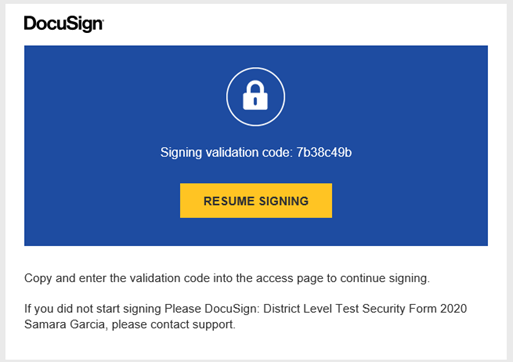 DocuSign
Signing validation code: 7b38c49b
RESUME SIGNING
Copy and enter the validation code into the access page to continue signing.
If you did not start signing Please DocuSign: District Level Test Security Form 2020
Samara Garcia, please contact support.